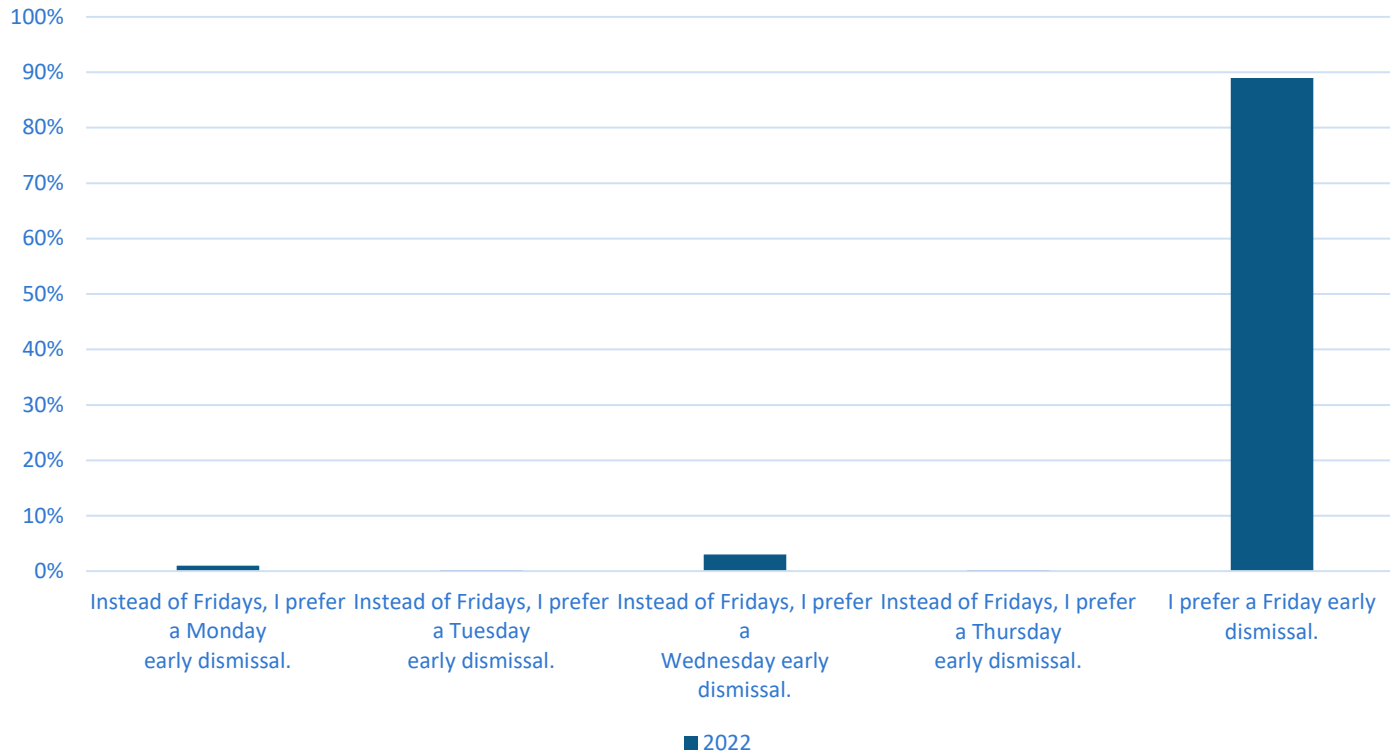 100%
90%
80%
70%
60%
50%
40%
30%
20%
10%
0%
Instead of Fridays, I prefer
a Monday
early dismissal.
Instead of Fridays, I prefer
a Tuesday
early dismissal.
Instead of Fridays, I prefer
a
Wednesday early
dismissal.
Instead of Fridays, I prefer
a Thursday
early dismissal.
I prefer a Friday early
dismissal.
2022